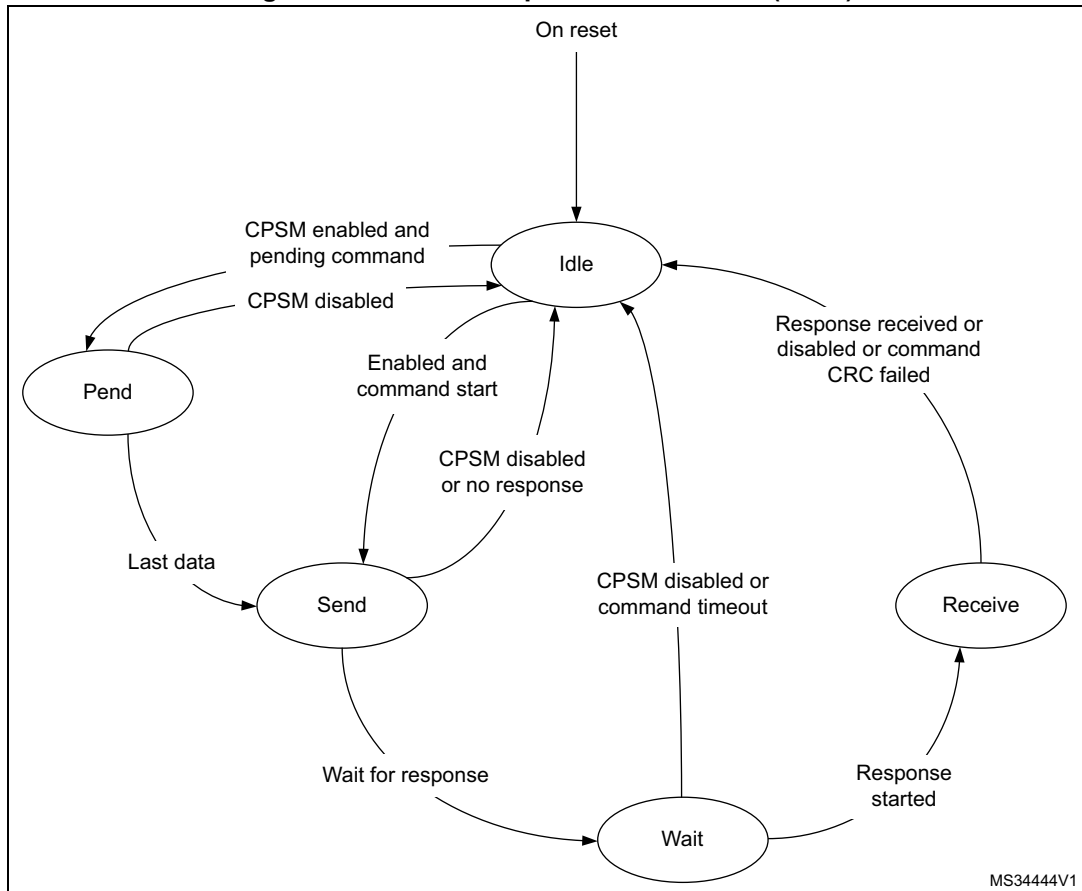 On reset
CPSM enabled and
pending command
Idle
CPSM disabled
Response received or
disabled or command
CRC failed
Enabled and
command start
Pend
CPSM disabled
or no response
Last data
CPSM disabled or
command timeout
Send
Receive
Wait for response
Response
started
Wait
MS34444V1